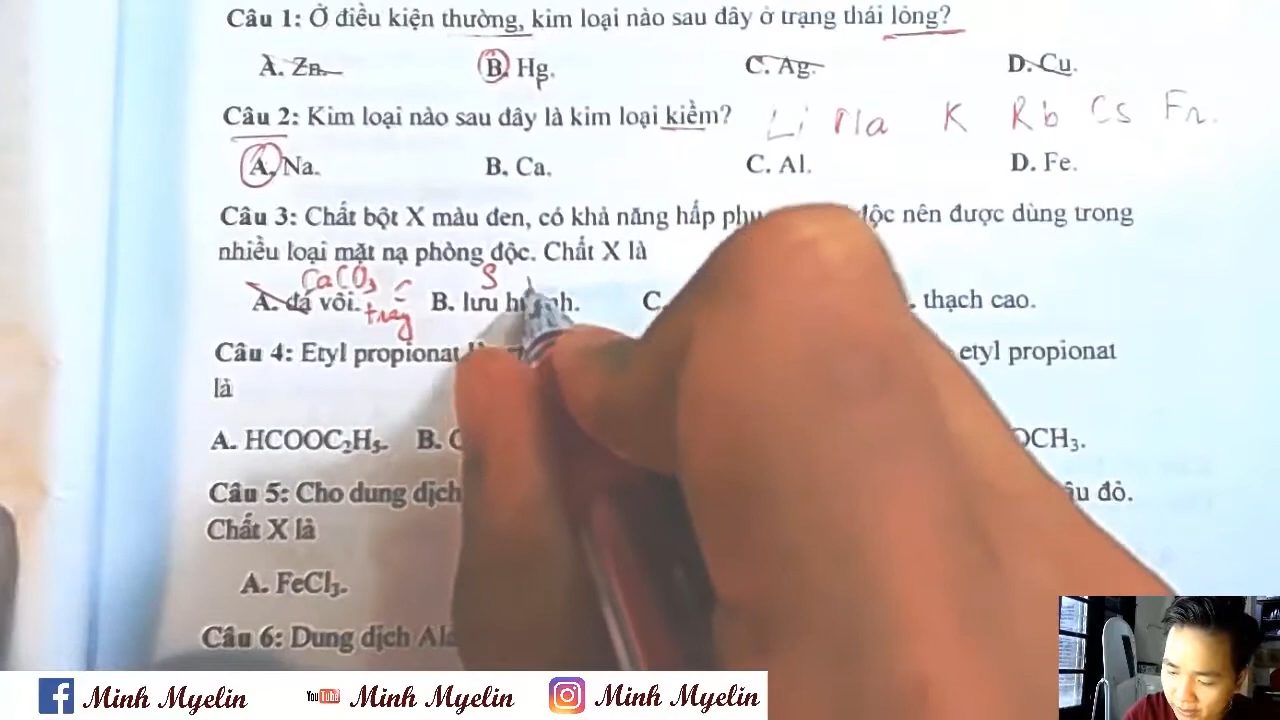 Câu 1: Ở điều kiện thường, kim loại nào sau đây ở trạng thái lỏng?
A. Zn. B. Hg. C. Ag. D. Cu.
Câu 2: Kim loại nào sau đây là kim loại kiềm? Li Na K Rb Cs Fr.
A. Na. B. Ca. C. Al. D. Fe.
Câu 3: Chất bột X màu đen, có khả năng hấp phụ độc nên được dùng trong
nhiều loại mặt nạ phòng độc. Chất X là
CaCO3 S
A. đá vôi. trắng B. lưu huỳnh. C. thạch cao.
Câu 4: Etyl propionat etyl propionat
là
A. HCOOC2H5. B. OCH3.
Câu 5: Cho dung dịch đỏ.
Chất X là
A. FeCl3.
Câu 6: Dung dịch
Minh Myelin YouTube Minh Myelin Minh Myelin